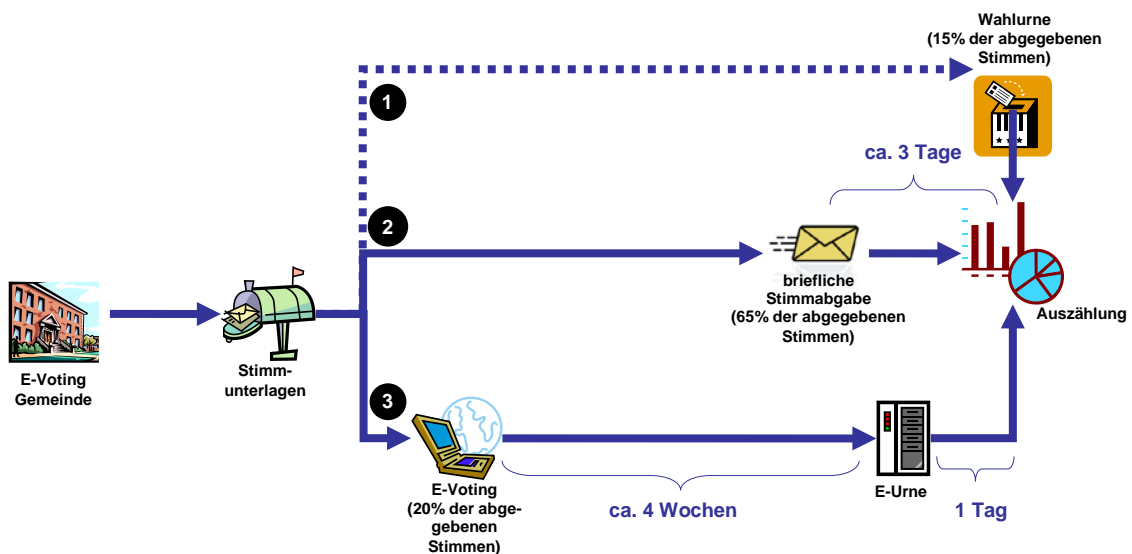 Wahlurne
(15% der abgegebenen
Stimmen)
1
ca. 3 Tage
2
briefliche
Stimmabgabe
(65% der abgegebenen
Stimmen)
Auszählung
E-Voting
Gemeinde
Stimm-
unterlagen
3
E-Voting
(20% der abge-
gebenen
Stimmen)
ca. 4 Wochen
E-Urne
1 Tag